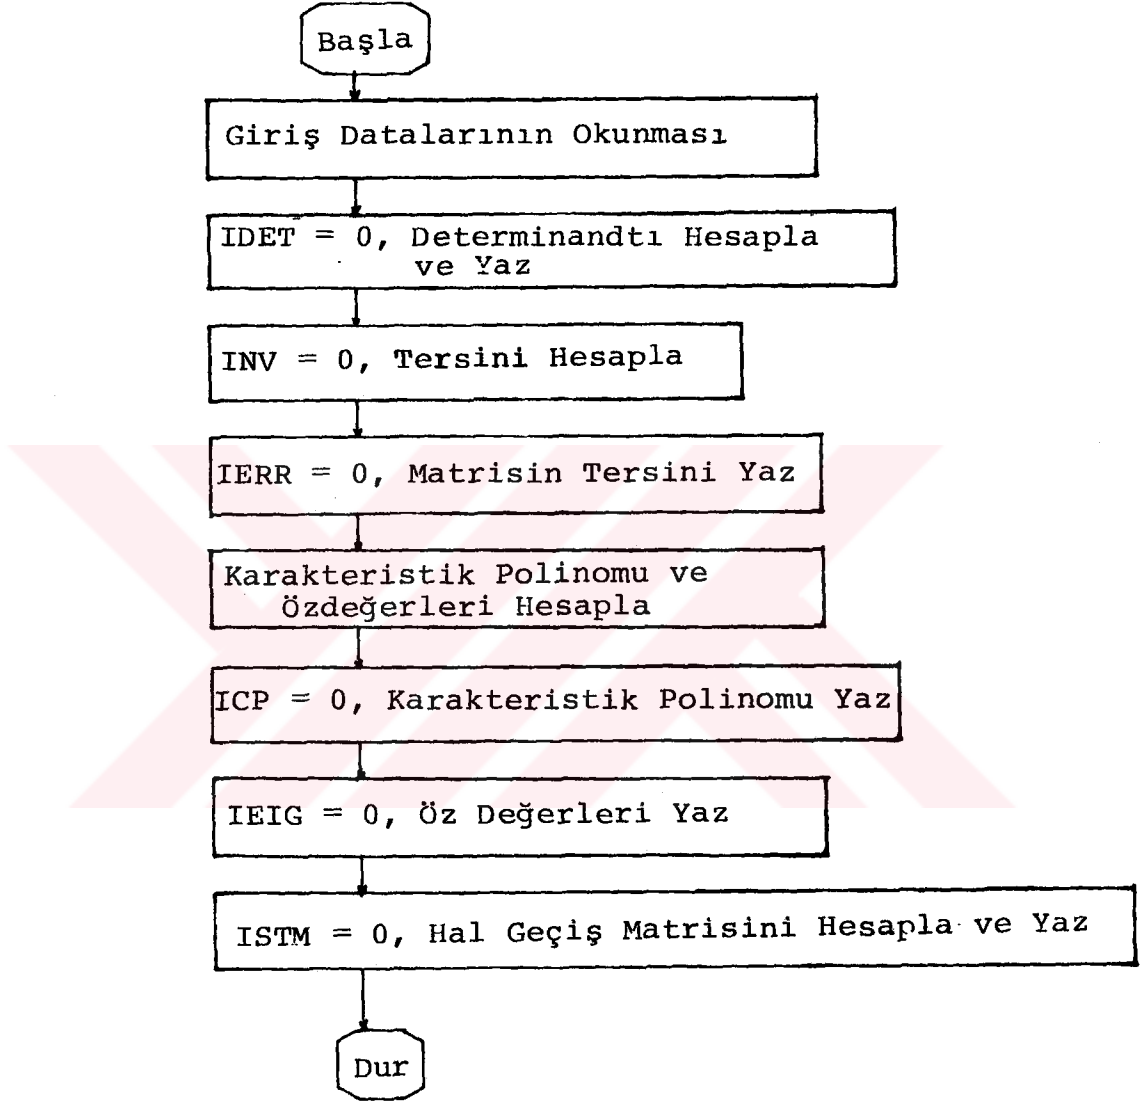 Başla
Giriş Datalarının Okunması
IDET = 0, Determinandtı Hesapla
ve Yaz
INV = 0, Tersini Hesapla
IERR = 0, Matrisin Tersini Yaz
Karakteristik Polinomu ve
Özdeğerleri Hesapla
ICP = 0, Karakteristik Polinomu Yaz
IEIG = 0, Öz Değerleri Yaz
ISTM = 0, Hal Geçiş Matrisini Hesapla ve Yaz
Dur